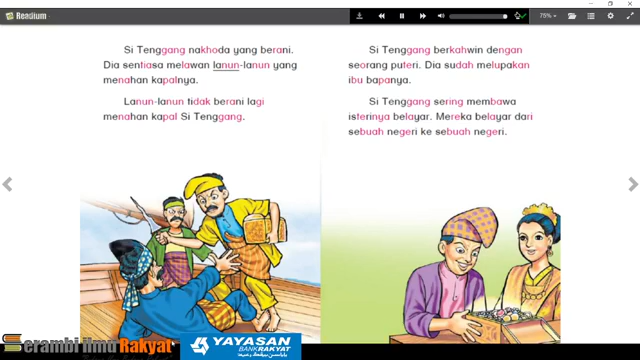 Readium
75%
Si Tenggang nakhoda yang berani.
Dia sentiasa melawan lanun-lanun yang
menahan kapalnya.
Lanun-lanun tidak berani lagi
menahan kapal Si Tenggang.
Si Tenggang berkahwin dengan
seorang puteri. Dia sudah melupakan
ibu bapanya.
Si Tenggang sering membawa
isterinya belayar. Mereka belayar dari
sebuah negeri ke sebuah negeri.
Serambi Ilmu Rakyat
YAYASAN
BANK RAKYAT